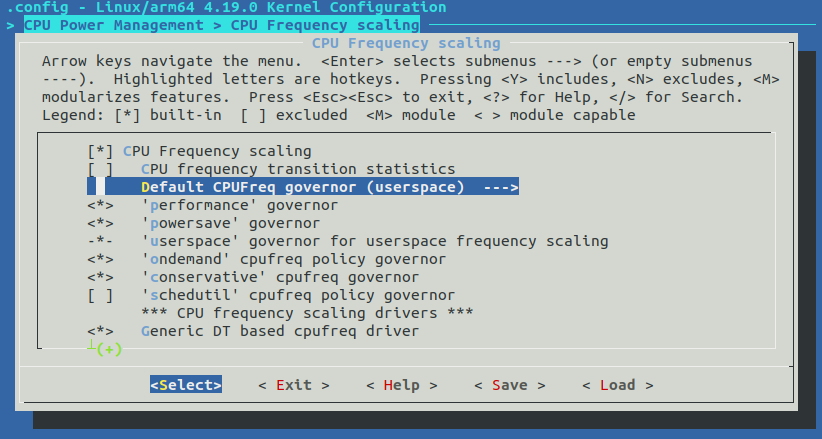 .config - Linux/arm64 4.19.0 Kernel Configuration
> CPU Power Management > CPU Frequency scaling
CPU Frequency scaling
Arrow keys navigate the menu.  <Enter> selects submenus ---> (or empty submenus
----).  Highlighted letters are hotkeys.  Pressing <Y> includes, <N> excludes, <M>
modularizes features.  Press <Esc><Esc> to exit, <?> for Help, </> for Search.
Legend: [*] built-in  [ ] excluded  <M> module  < > module capable
[*] CPU Frequency scaling
[ ]   CPU frequency transition statistics
Default CPUFreq governor (userspace)  --->
<*>   'performance' governor
<*>   'powersave' governor
-*-   'userspace' governor for userspace frequency scaling
<*>   'ondemand' cpufreq policy governor
<*>   'conservative' cpufreq governor
[ ]   'schedutil' cpufreq policy governor
*** CPU frequency scaling drivers ***
<*>   Generic DT based cpufreq driver
(+)
<Select>    < Exit >    < Help >    < Save >    < Load >